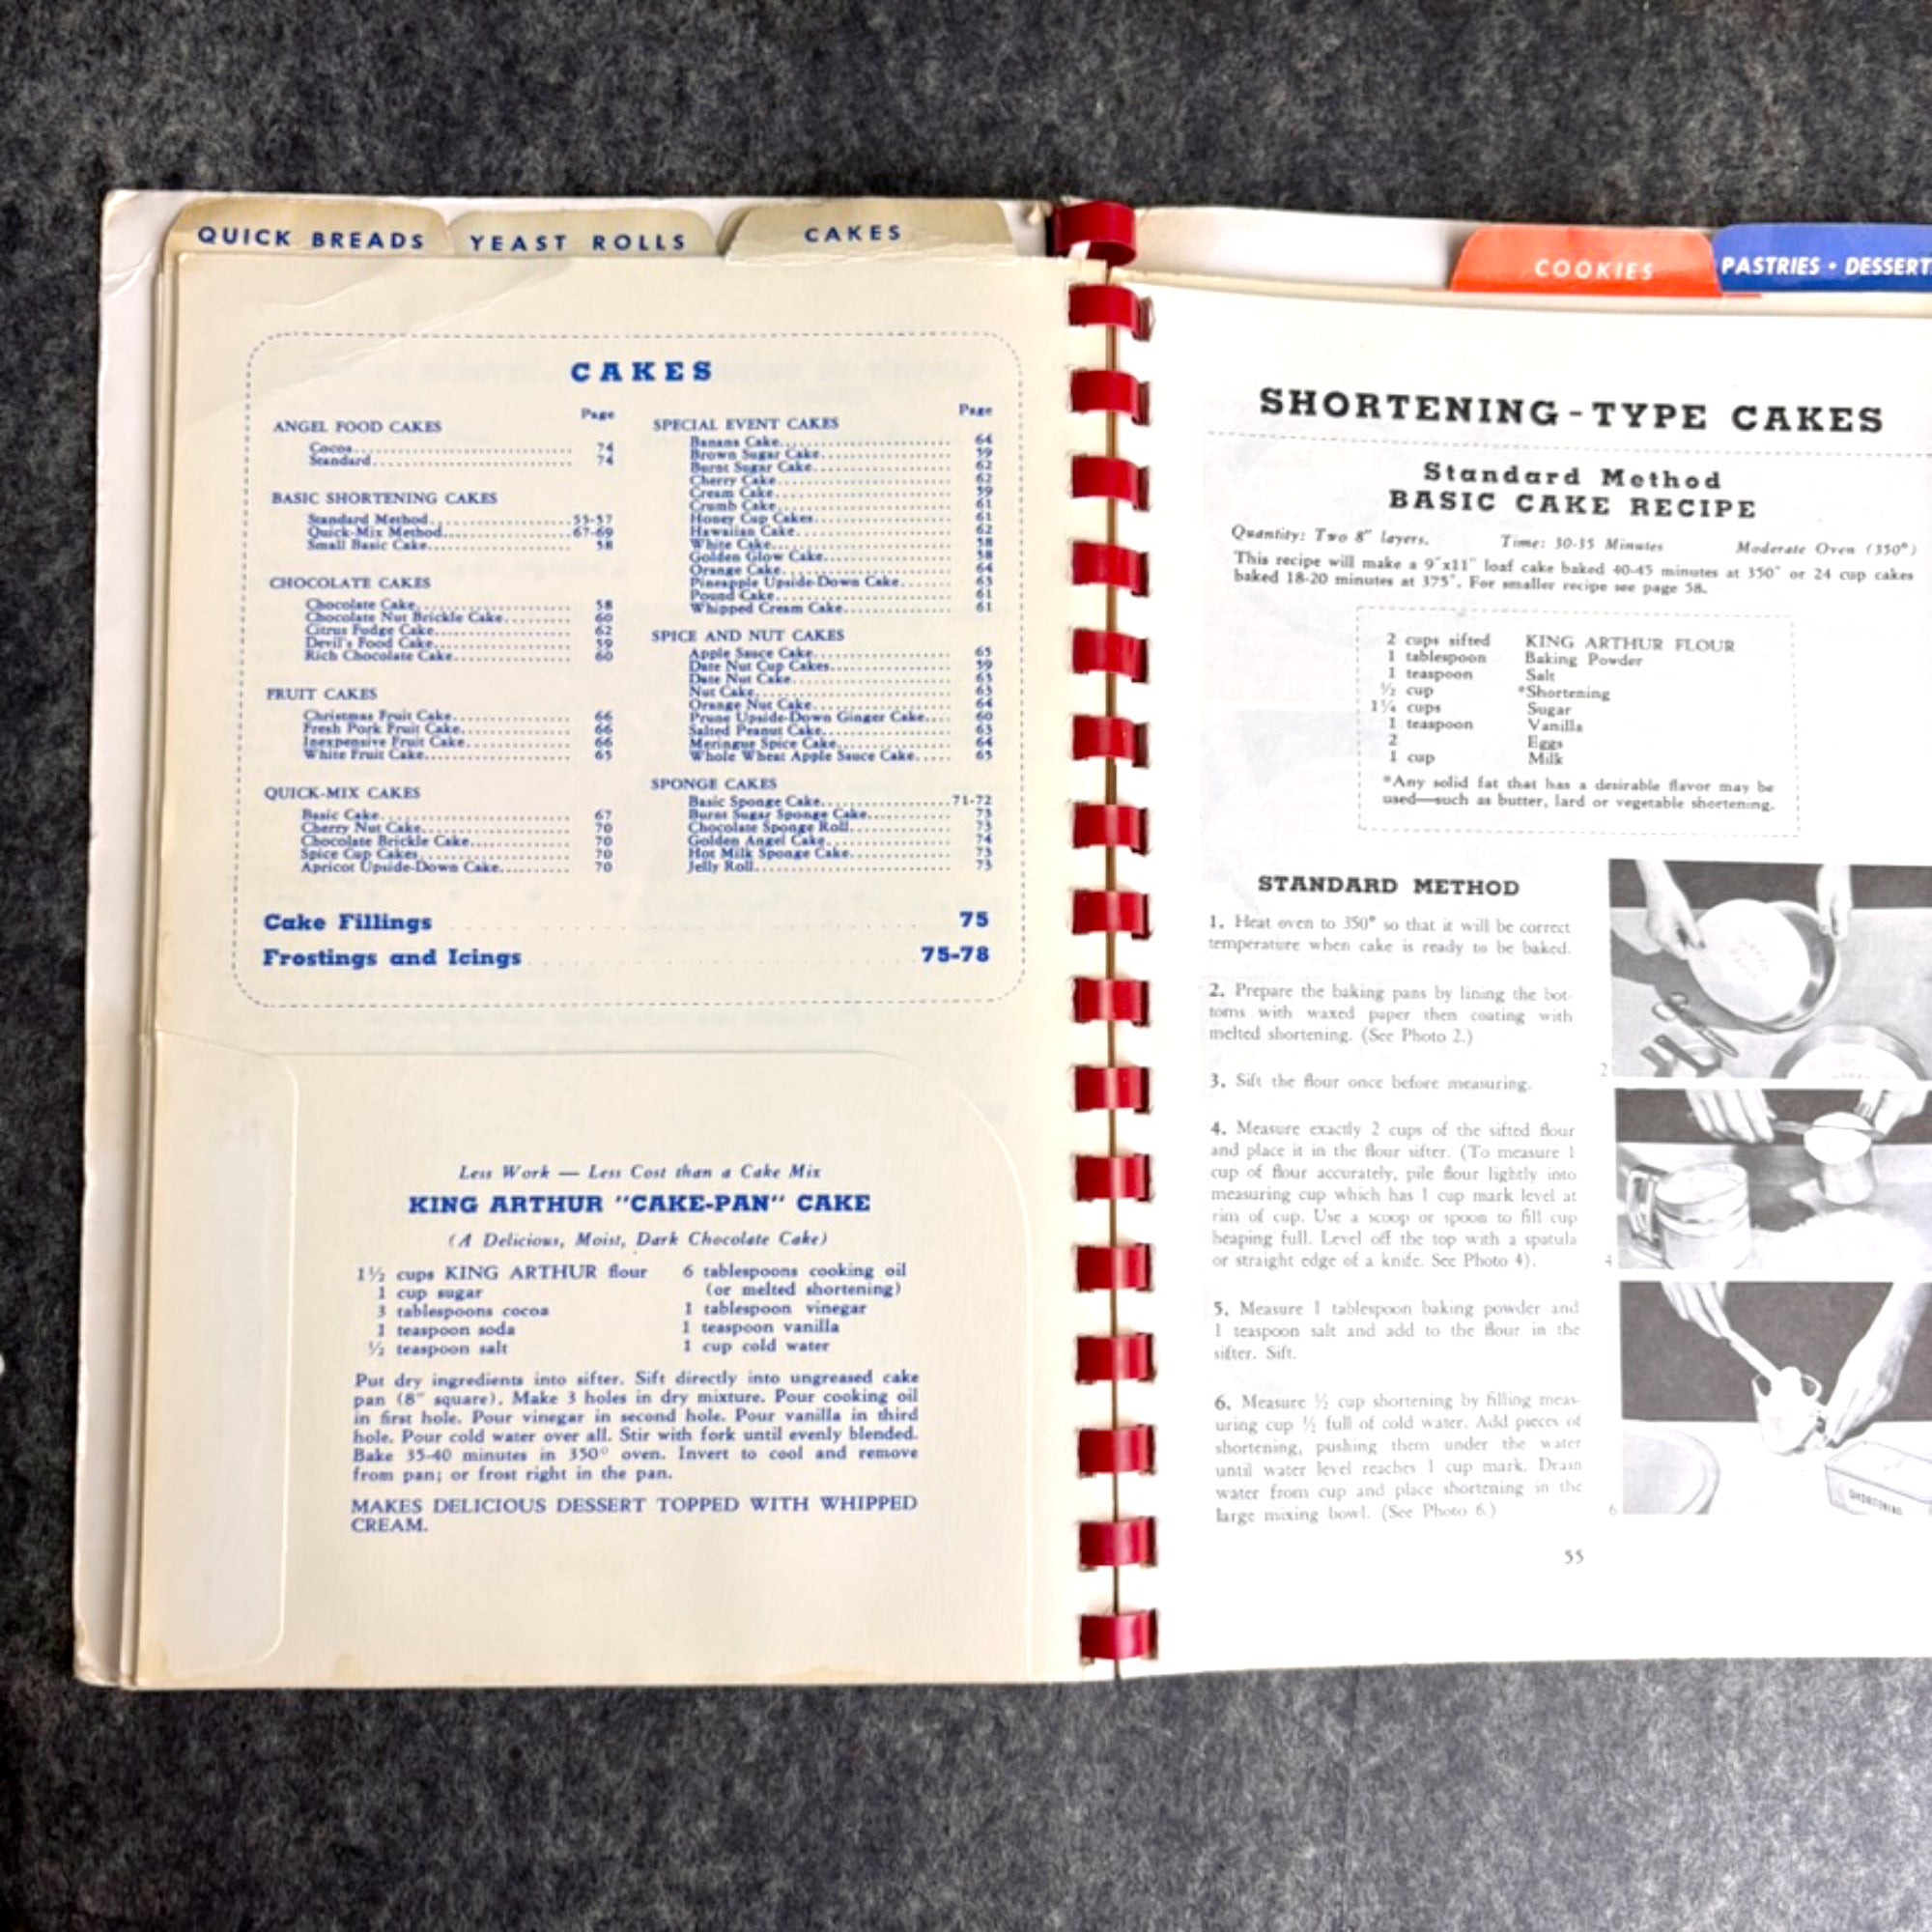 QUICK BREADS
YEAST ROLLS
CAKES
COOKIES
PASTRIES • DESSERT
CAKES
Page
ANGEL FOOD CAKES
Cocoa 74
Standard 74
BASIC SHORTENING CAKES
Standard Method 55-57
Quick-Mix Method 67-69
Small Basic Cake 58
CHOCOLATE CAKES
Chocolate Cake 58
Chocolate Nut Brickle Cake 60
Citrus Fudge Cake 62
Devil's Food Cake 59
Rich Chocolate Cake 60
FRUIT CAKES
Christmas Fruit Cake 66
Fresh Pork Fruit Cake 66
Inexpensive Fruit Cake 66
White Fruit Cake 65
QUICK-MIX CAKES
Basic Cake 67
Cherry Nut Cake 70
Chocolate Brickle Cake 70
Spice Cup Cakes 70
Apricot Upside-Down Cake 70
Page
SPECIAL EVENT CAKES
Banana Cake 64
Brown Sugar Cake 59
Burnt Sugar Cake 62
Cherry Cake 62
Cream Cake 59
Crumb Cake 61
Honey Cup Cakes 61
Hawaiian Cake 62
White Cake 58
Golden Glow Cake 58
Orange Cake 64
Pineapple Upside-Down Cake 63
Pound Cake 61
Whipped Cream Cake 61
SPICE AND NUT CAKES
Apple Sauce Cake 65
Date Nut Cup Cakes 59
Date Nut Cake 63
Nut Cake 63
Orange Nut Cake 64
Prune Upside-Down Ginger Cake 60
Salted Peanut Cake 63
Meringue Spice Cake 64
Whole Wheat Apple Sauce Cake 65
SPONGE CAKES
Basic Sponge Cake 71-72
Burnt Sugar Sponge Cake 73
Chocolate Sponge Roll 73
Golden Angel Cake 74
Hot Milk Sponge Cake 73
Jelly Roll 73
Cake Fillings 75
Frostings and Icings 75-78
Less Work — Less Cost than a Cake Mix
KING ARTHUR "CAKE-PAN" CAKE
(A Delicious, Moist, Dark Chocolate Cake)
1½ cups KING ARTHUR flour
1 cup sugar
3 tablespoons cocoa
1 teaspoon soda
½ teaspoon salt
6 tablespoons cooking oil
(or melted shortening)
1 tablespoon vinegar
1 teaspoon vanilla
1 cup cold water
Put dry ingredients into sifter. Sift directly into ungreased cake
pan (8" square). Make 3 holes in dry mixture. Pour cooking oil
in first hole. Pour vinegar in second hole. Pour vanilla in third
hole. Pour cold water over all. Stir with fork until evenly blended.
Bake 35-40 minutes in 350° oven. Invert to cool and remove
from pan; or frost right in the pan.
MAKES DELICIOUS DESSERT TOPPED WITH WHIPPED
CREAM.
SHORTENING-TYPE CAKES
Standard Method
BASIC CAKE RECIPE
Quantity: Two 8" layers. Time: 30-35 Minutes Moderate Oven (350°)
This recipe will make a 9"x11" loaf cake baked 40-45 minutes at 350° or 24 cup cakes
baked 18-20 minutes at 375°. For smaller recipe see page 58.
2 cups sifted KING ARTHUR FLOUR
1 tablespoon Baking Powder
1 teaspoon Salt
½ cup *Shortening
1¼ cups Sugar
1 teaspoon Vanilla
2 Eggs
1 cup Milk
*Any solid fat that has a desirable flavor may be
used—such as butter, lard or vegetable shortening.
STANDARD METHOD
1. Heat oven to 350° so that it will be correct
temperature when cake is ready to be baked.
2. Prepare the baking pans by lining the bot-
toms with waxed paper then coating with
melted shortening. (See Photo 2.)
3. Sift the flour once before measuring.
4. Measure exactly 2 cups of the sifted flour
and place it in the flour sifter. (To measure 1
cup of flour accurately, pile flour lightly into
measuring cup which has 1 cup mark level at
rim of cup. Use a scoop or spoon to fill cup
heaping full. Level off the top with a spatula
or straight edge of a knife. See Photo 4).
5. Measure 1 tablespoon baking powder and
1 teaspoon salt and add to the flour in the
sifter. Sift.
6. Measure ½ cup shortening by filling meas-
uring cup ½ full of cold water. Add pieces of
shortening, pushing them under the water
until water level reaches 1 cup mark. Drain
water from cup and place shortening in the
large mixing bowl. (See Photo 6.)
2
4
6
SHORTENING
55